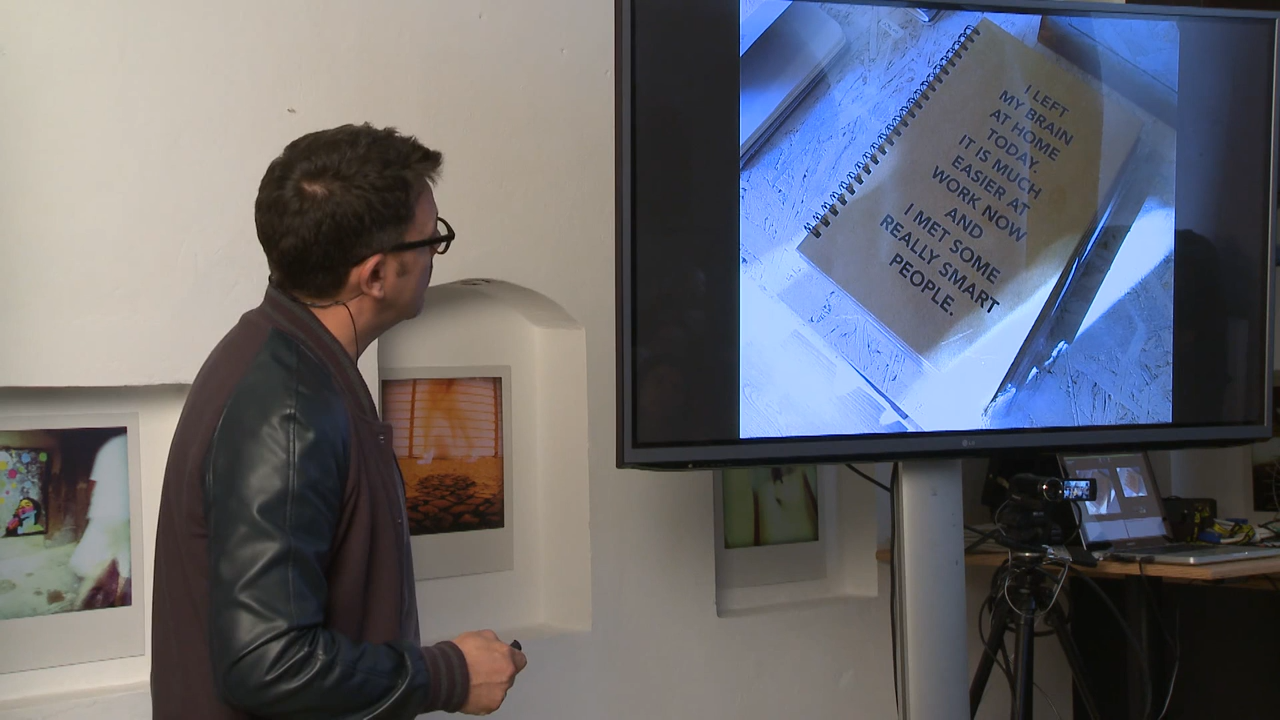 I LEFT
MY BRAIN
AT HOME
TODAY.
IT IS MUCH
EASIER AT
WORK NOW
AND
I MET SOME
REALLY SMART
PEOPLE.
LG